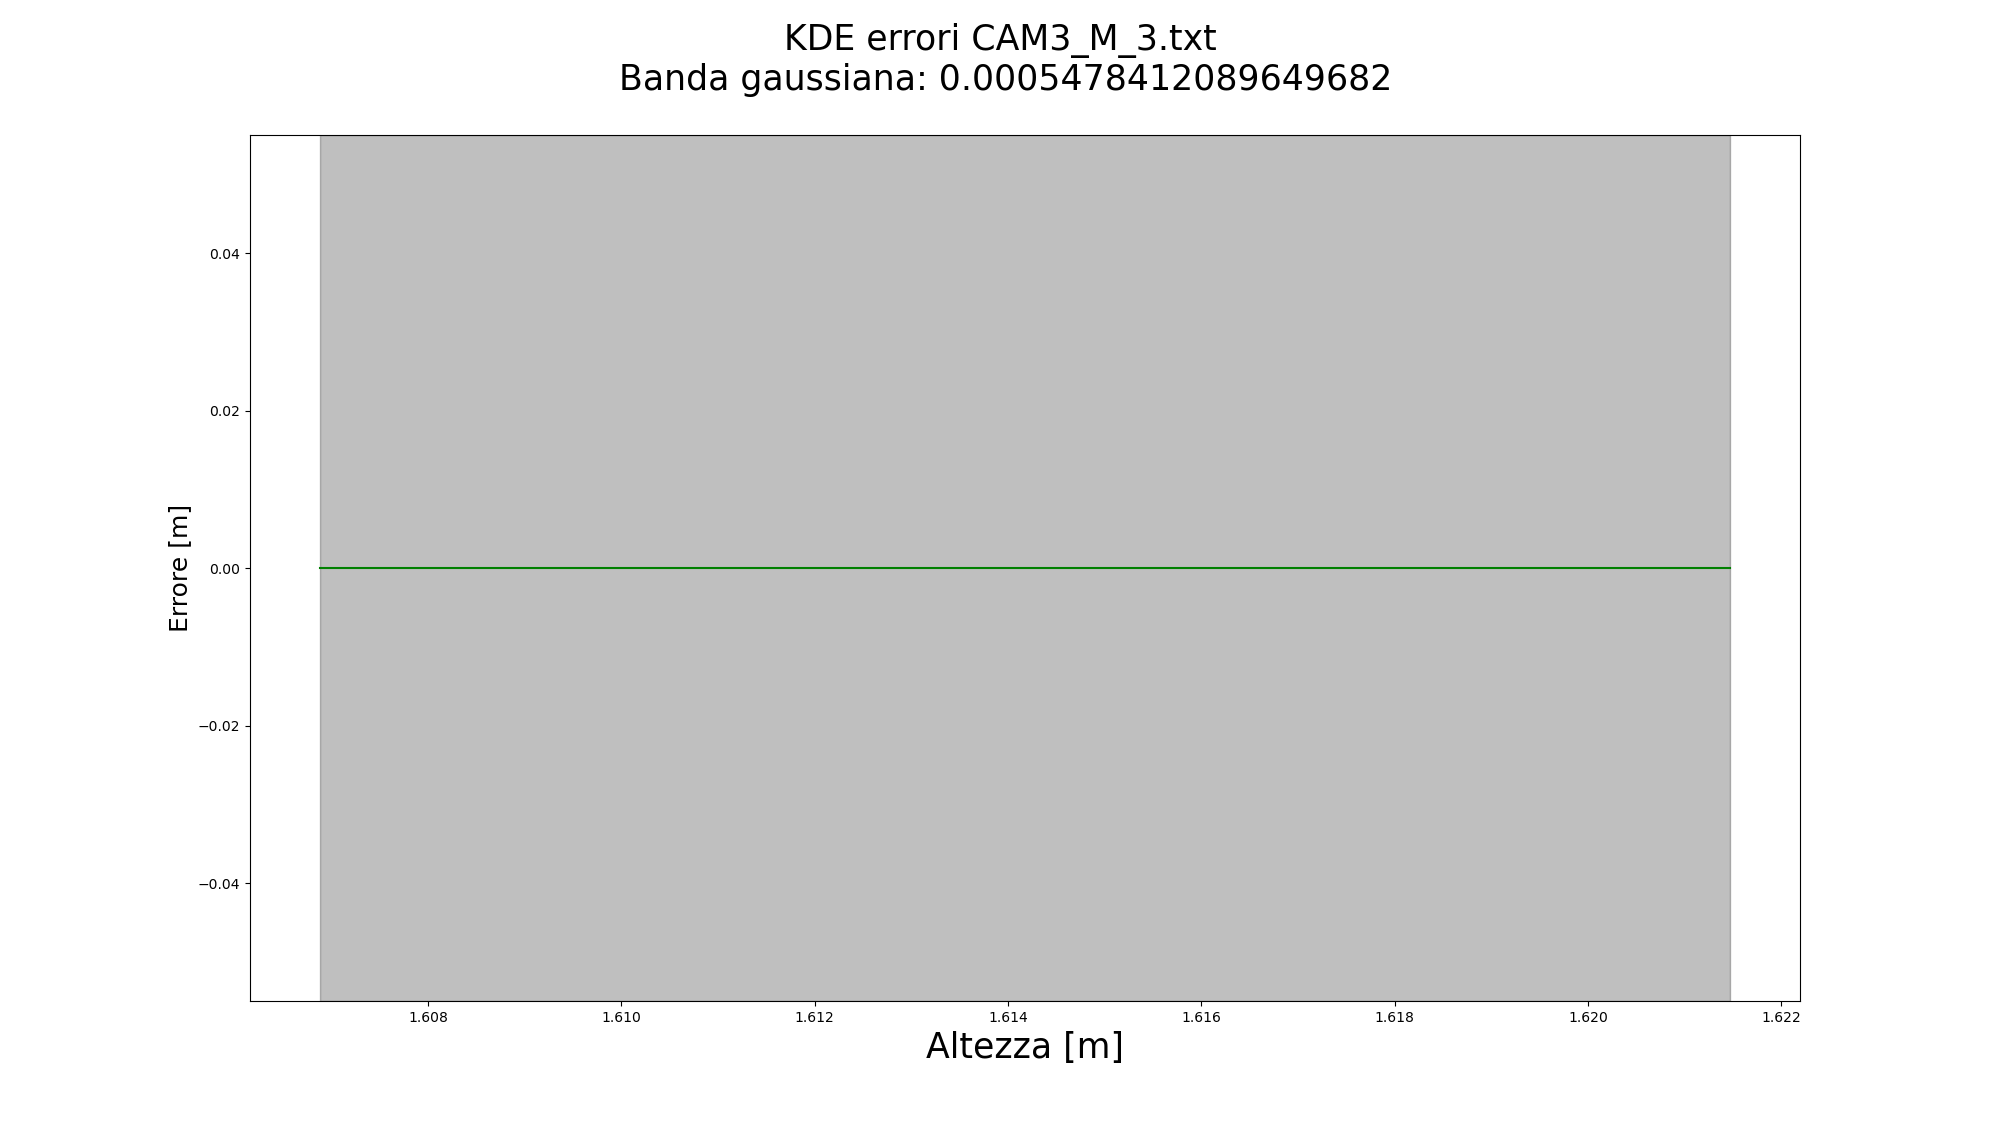 KDE errori CAM3_M_3.txt
Banda gaussiana: 0.0005478412089649682
0.04
0.02
0.00
−0.02
−0.04
Errore [m]
1.608 1.610 1.612 1.614 1.616 1.618 1.620 1.622
Altezza [m]